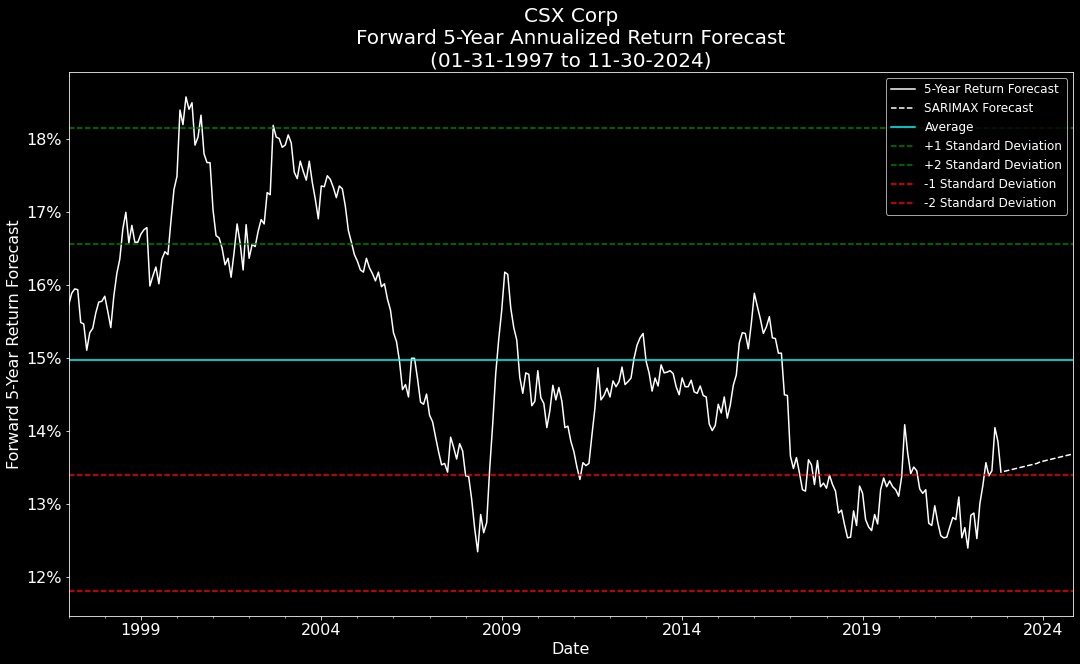 CSX Corp
Forward 5-Year Annualized Return Forecast
(01-31-1997 to 11-30-2024)
5-Year Return Forecast
SARIMAX Forecast
Average
+1 Standard Deviation
+2 Standard Deviation
-1 Standard Deviation
-2 Standard Deviation
Forward 5-Year Return Forecast
18%
17%
16%
15%
14%
13%
12%
1999
2004
2009
2014
2019
2024
Date